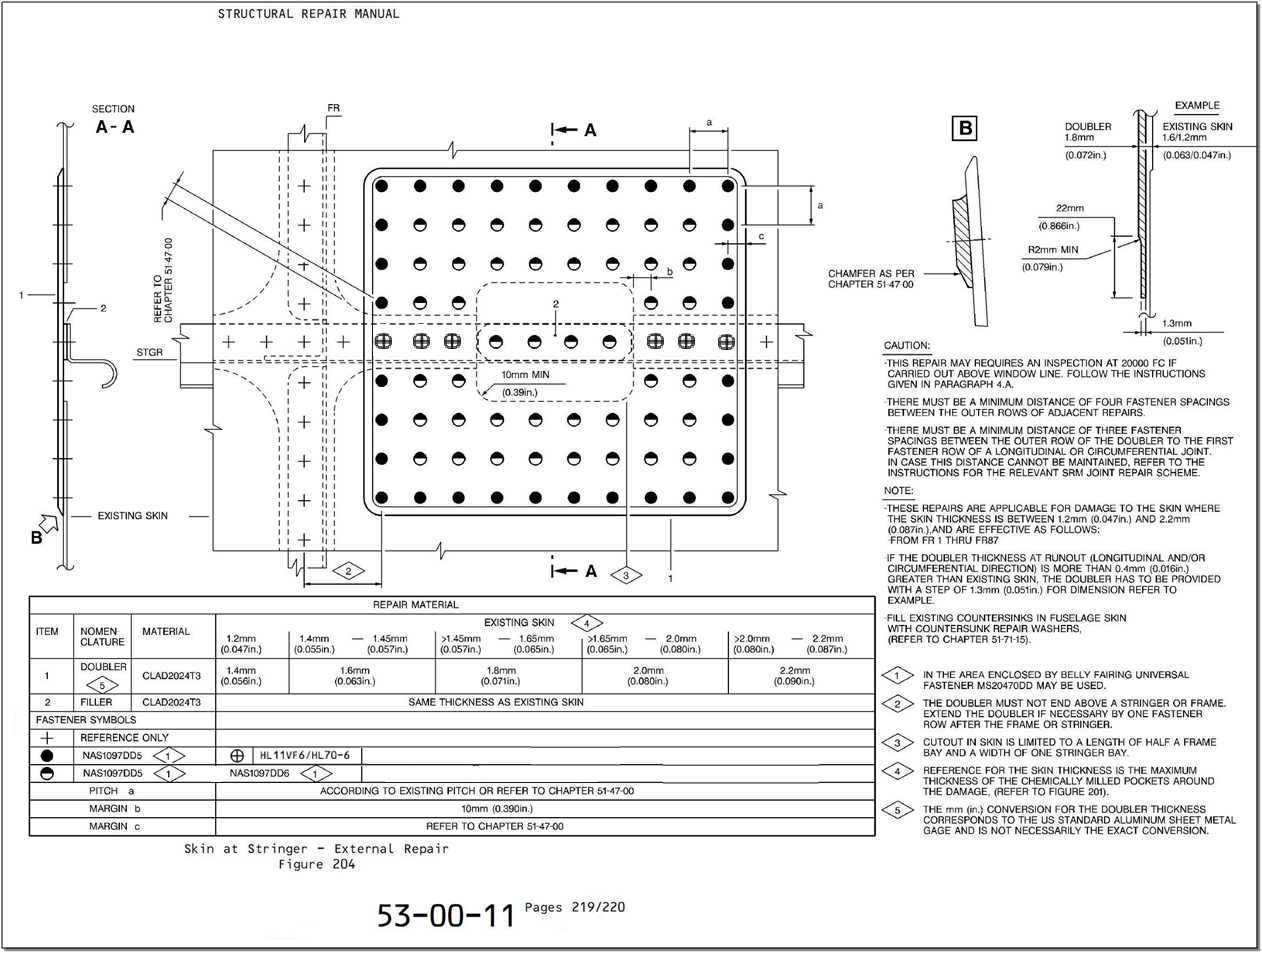 STRUCTURAL REPAIR MANUAL
SECTION
A-A
FR
A
a
B
EXAMPLE
DOUBLER
1.8mm
(0.072in.)
EXISTING SKIN
1.6/1.2mm
(0.063/0.047in.)
a
c
b
22mm
(0.866in.)
R2mm MIN
(0.079in.)
REFER TO
CHAPTER 51-47-00
CHAMFER AS PER
CHAPTER 51-47-00
1
2
2
STGR
1.3mm
(0.051in.)
10mm MIN
(0.39in.)
EXISTING SKIN
B
2
A
3
1
CAUTION:
-THIS REPAIR MAY REQUIRES AN INSPECTION AT 20000 FC IF
CARRIED OUT ABOVE WINDOW LINE. FOLLOW THE INSTRUCTIONS
GIVEN IN PARAGRAPH 4.A.
-THERE MUST BE A MINIMUM DISTANCE OF FOUR FASTENER SPACINGS
BETWEEN THE OUTER ROWS OF ADJACENT REPAIRS.
-THERE MUST BE A MINIMUM DISTANCE OF THREE FASTENER
SPACINGS BETWEEN THE OUTER ROW OF THE DOUBLER TO THE FIRST
FASTENER ROW OF A LONGITUDINAL OR CIRCUMFERENTIAL JOINT.
IN CASE THIS DISTANCE CANNOT BE MAINTAINED, REFER TO THE
INSTRUCTIONS FOR THE RELEVANT SRM JOINT REPAIR SCHEME.
NOTE:
-THESE REPAIRS ARE APPLICABLE FOR DAMAGE TO THE SKIN WHERE
THE SKIN THICKNESS IS BETWEEN 1.2mm (0.047in.) AND 2.2mm
(0.087in.),AND ARE EFFECTIVE AS FOLLOWS:
-FROM FR 1 THRU FR87
-IF THE DOUBLER THICKNESS AT RUNOUT (LONGITUDINAL AND/OR
CIRCUMFERENTIAL DIRECTION) IS MORE THAN 0.4mm (0.016in.)
GREATER THAN EXISTING SKIN, THE DOUBLER HAS TO BE PROVIDED
WITH A STEP OF 1.3mm (0.051in.) FOR DIMENSION REFER TO
EXAMPLE.
-FILL EXISTING COUNTERSINKS IN FUSELAGE SKIN
WITH COUNTERSUNK REPAIR WASHERS,
(REFER TO CHAPTER 51-71-15).
1 IN THE AREA ENCLOSED BY BELLY FAIRING UNIVERSAL
FASTENER MS20470DD MAY BE USED.
2 THE DOUBLER MUST NOT END ABOVE A STRINGER OR FRAME.
EXTEND THE DOUBLER IF NECESSARY BY ONE FASTENER
ROW AFTER THE FRAME OR STRINGER.
3 CUTOUT IN SKIN IS LIMITED TO A LENGTH OF HALF A FRAME
BAY AND A WIDTH OF ONE STRINGER BAY.
4 REFERENCE FOR THE SKIN THICKNESS IS THE MAXIMUM
THICKNESS OF THE CHEMICALLY MILLED POCKETS AROUND
THE DAMAGE, (REFER TO FIGURE 201).
5 THE mm (in.) CONVERSION FOR THE DOUBLER THICKNESS
CORRESPONDS TO THE US STANDARD ALUMINUM SHEET METAL
GAGE AND IS NOT NECESSARILY THE EXACT CONVERSION.
REPAIR MATERIAL
ITEM NOMEN- CLATURE MATERIAL EXISTING SKIN 4
1.2mm 1.4mm — 1.45mm >1.45mm — 1.65mm >1.65mm — 2.0mm >2.0mm — 2.2mm
(0.047in.) (0.055in.) (0.057in.) (0.057in.) (0.065in.) (0.065in.) (0.080in.) (0.080in.) (0.087in.)
1 DOUBLER 5 CLAD2024T3 1.4mm 1.6mm 1.8mm 2.0mm 2.2mm
(0.056in.) (0.063in.) (0.071in.) (0.080in.) (0.090in.)
2 FILLER CLAD2024T3 SAME THICKNESS AS EXISTING SKIN
FASTENER SYMBOLS
REFERENCE ONLY
NAS1097DD5 1 HL11VF6/HL70-6
NAS1097DD5 1 NAS1097DD6 1
PITCH a ACCORDING TO EXISTING PITCH OR REFER TO CHAPTER 51-47-00
MARGIN b 10mm (0.390in.)
MARGIN c REFER TO CHAPTER 51-47-00
Skin at Stringer - External Repair
Figure 204
53-00-11 Pages 219/220